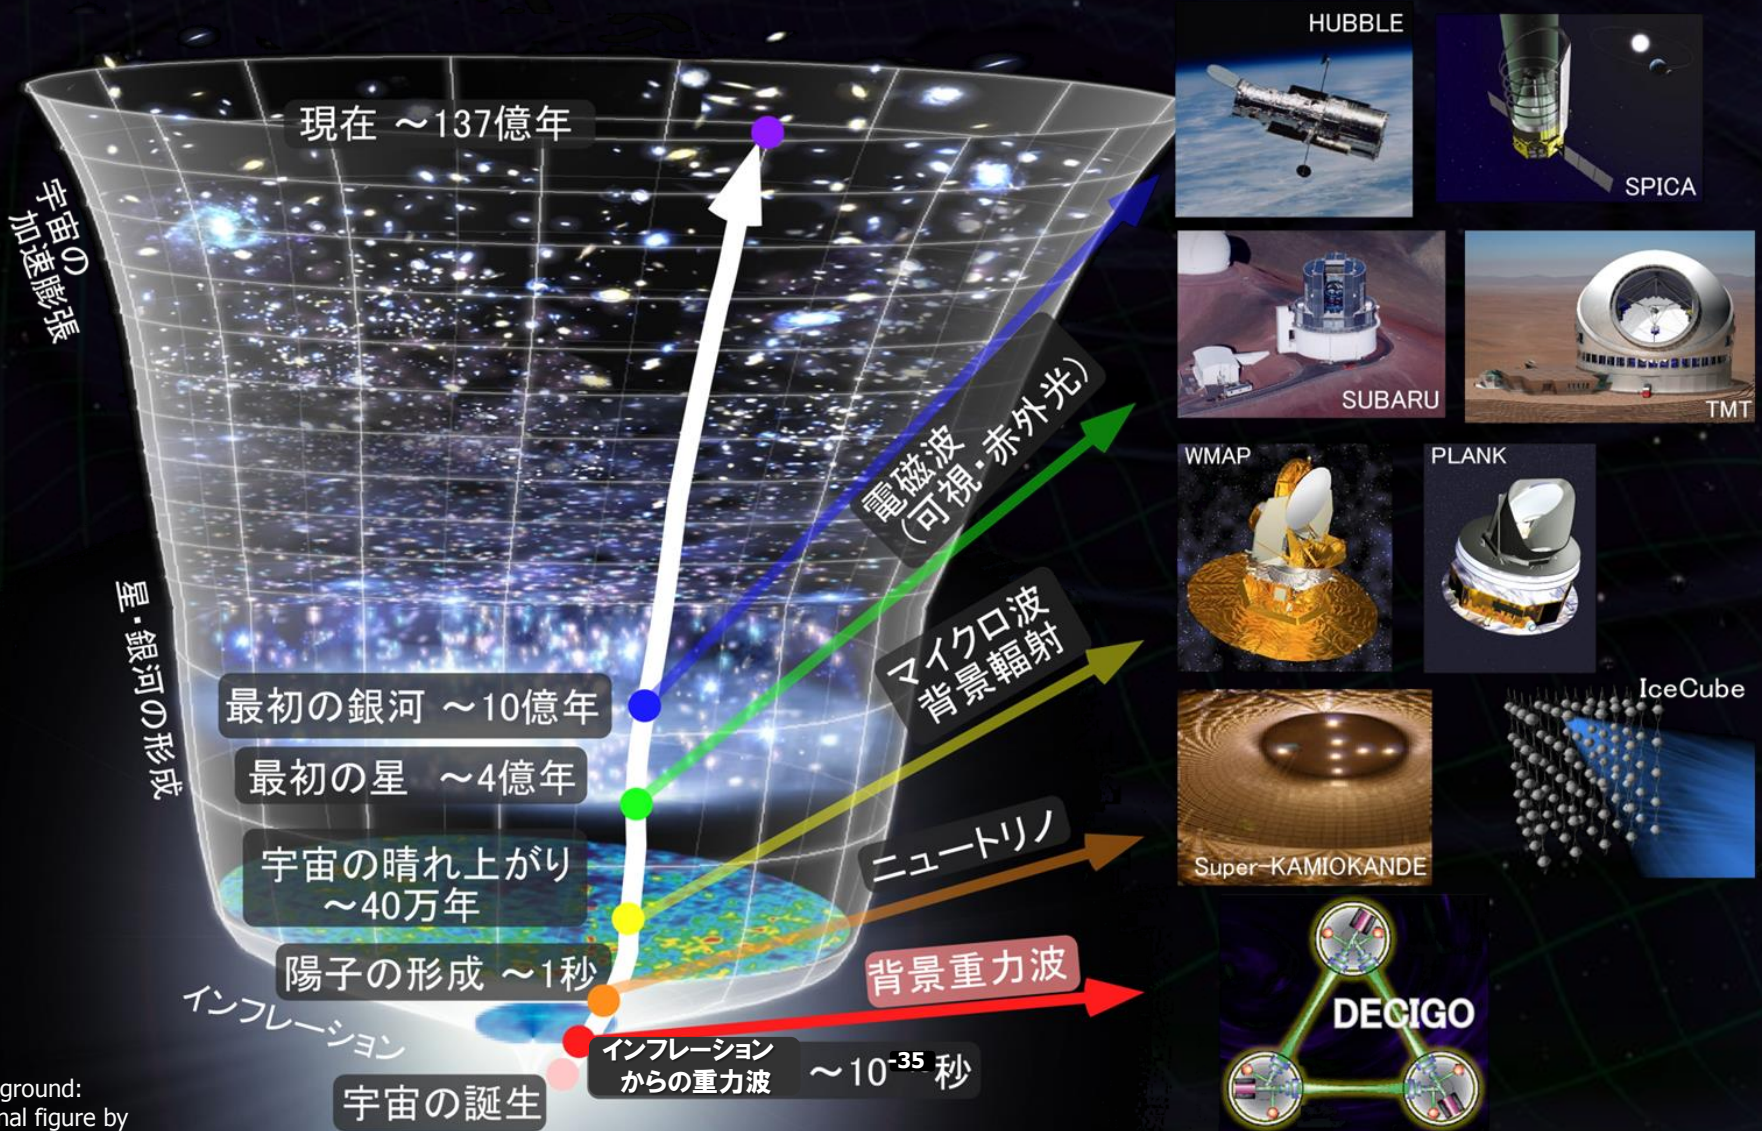 HUBBLE
SPICA
現在 ～137億年
宇宙の
加速膨張
SUBARU
TMT
電磁波
(可視・赤外光)
WMAP
PLANK
マイクロ波
背景輻射
星・銀河の形成
最初の銀河 ～10億年
最初の星 ～4億年
IceCube
Super-KAMIOKANDE
宇宙の晴れ上がり
～40万年
ニュートリノ
陽子の形成 ～1秒
背景重力波
インフレーション
DECIGO
インフレーション
からの重力波 ～10-35 秒
宇宙の誕生
ground:
nal figure by